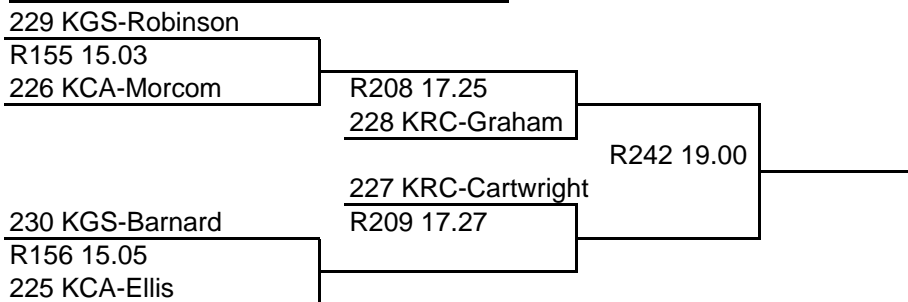 229 KGS-Robinson
R155 15.03
226 KCA-Morcom
R208 17.25
228 KRC-Graham
R242 19.00
227 KRC-Cartwright
230 KGS-Barnard
R209 17.27
R156 15.05
225 KCA-Ellis